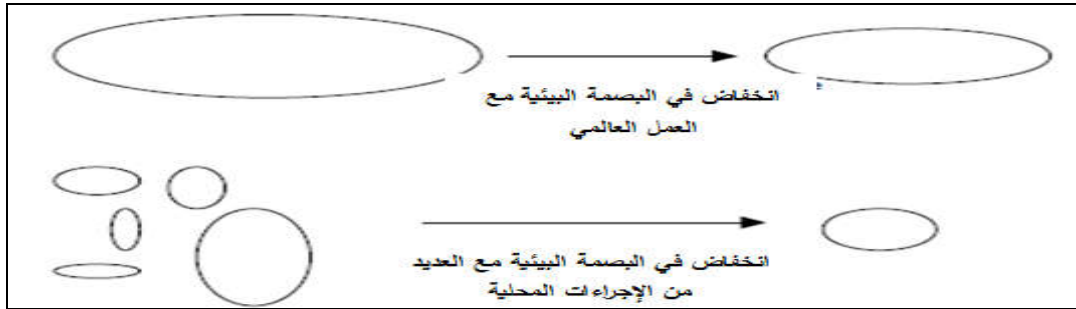 انخفاض في البصمة البيئية مع
العمل العالمي
انخفاض في البصمة البيئية مع العديد
من الإجراءات المحلية